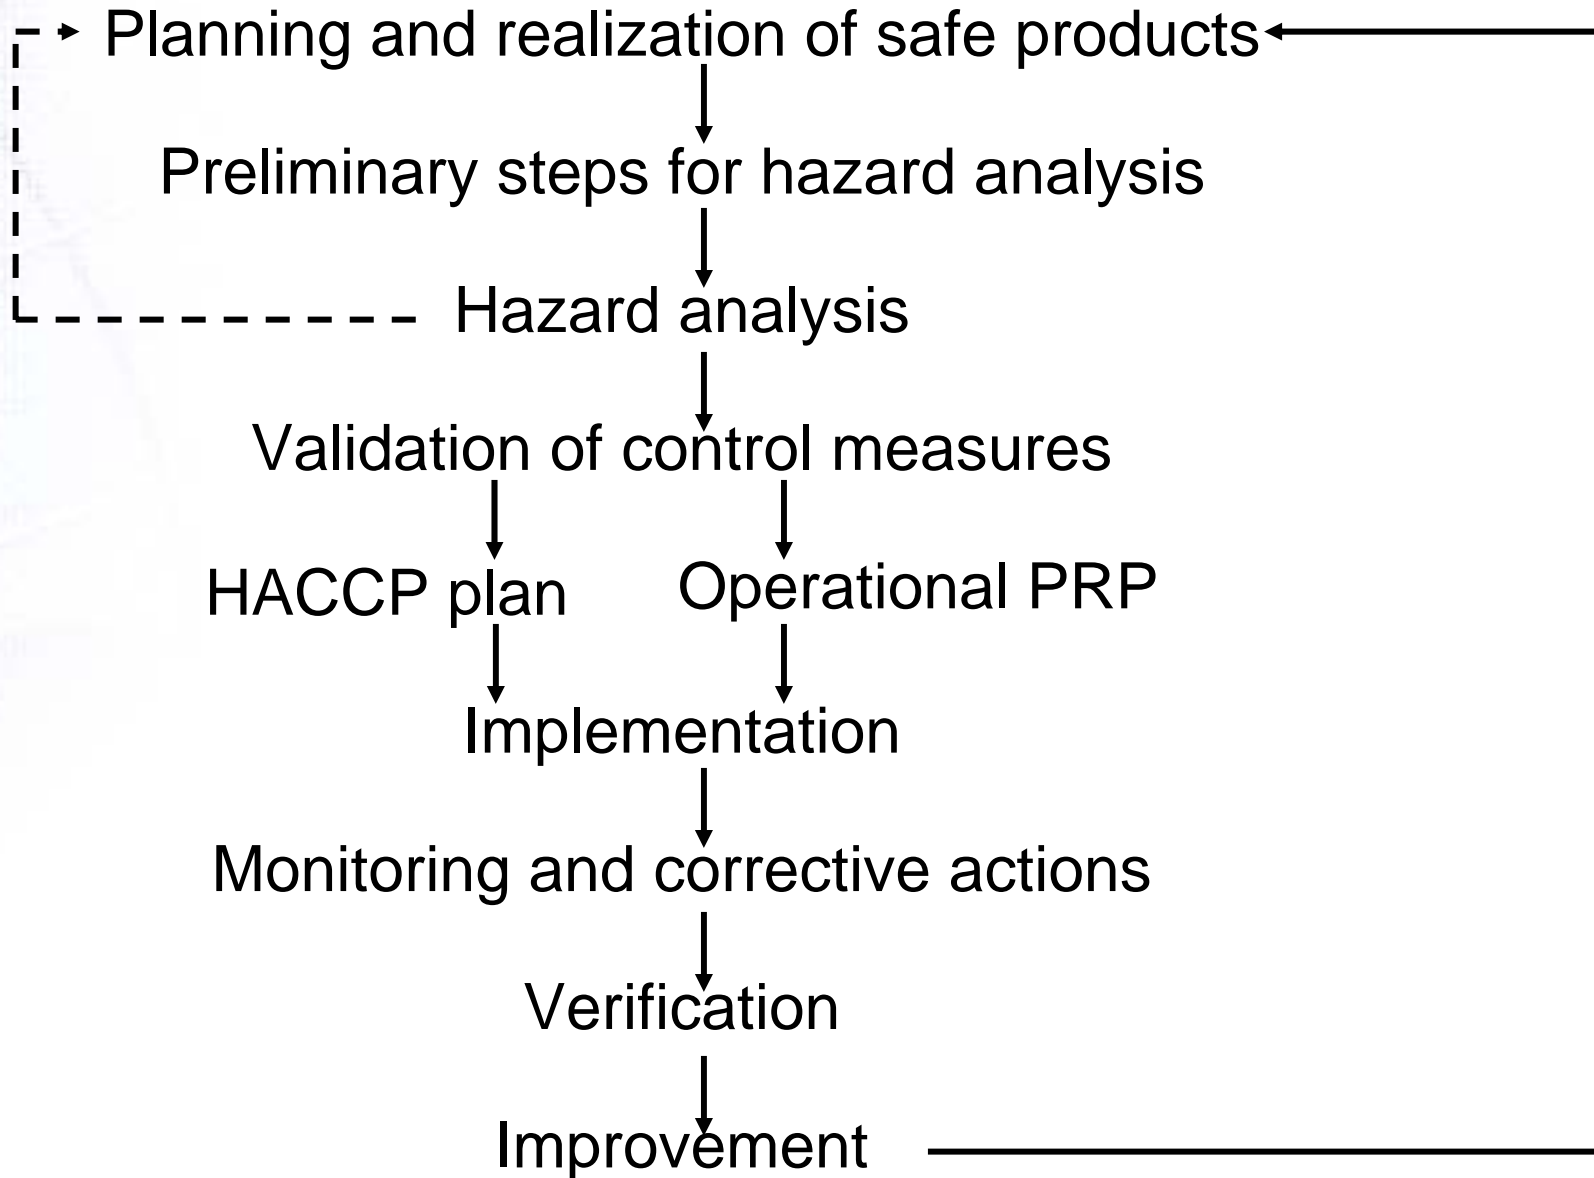 Planning and realization of safe products
Preliminary steps for hazard analysis
Hazard analysis
Validation of control measures
HACCP plan
Operational PRP
Implementation
Monitoring and corrective actions
Verification
Improvement